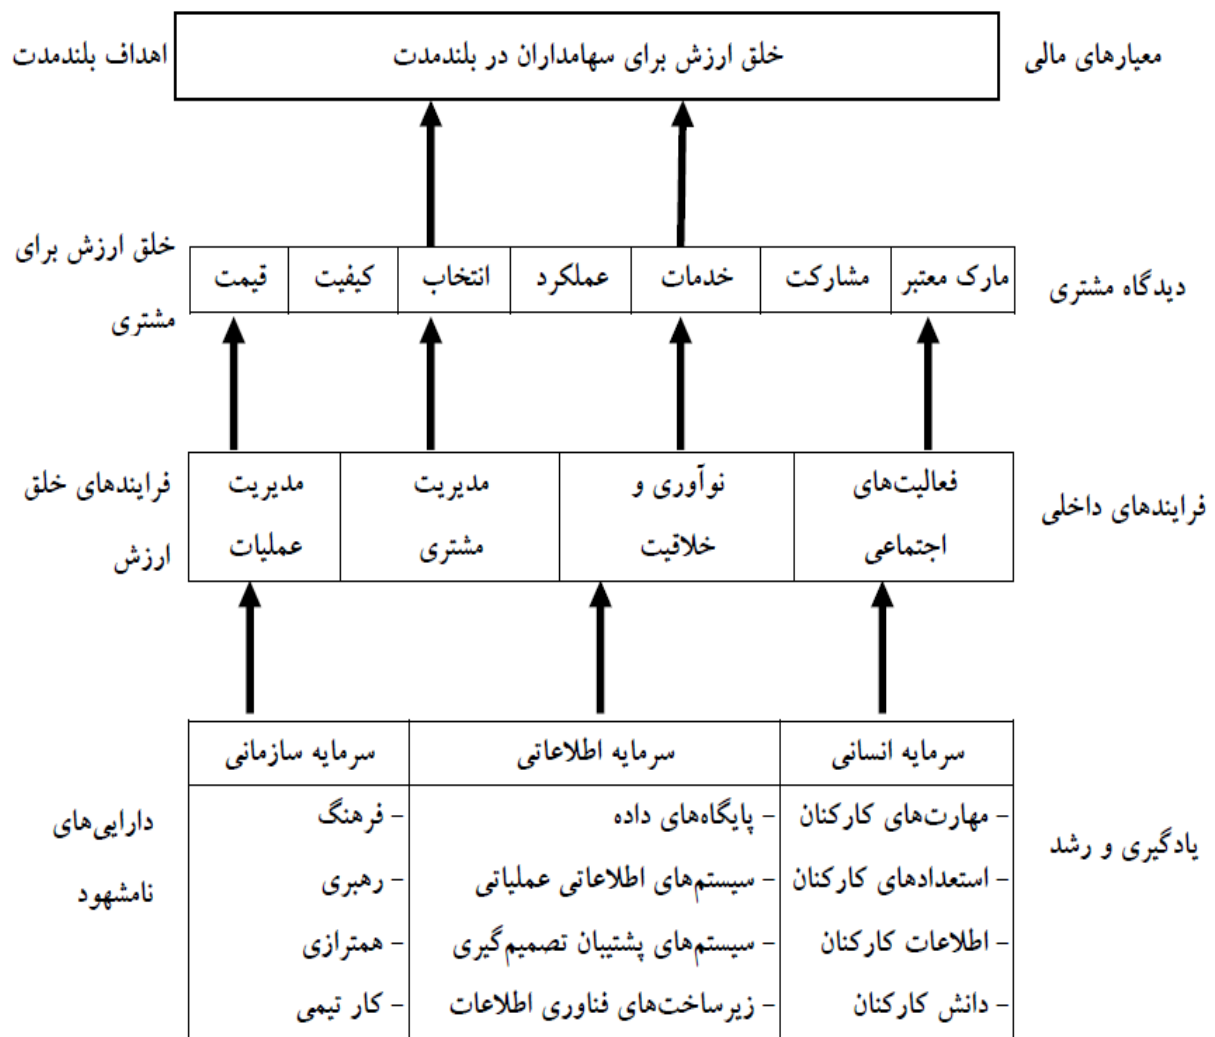 معیارهای مالی
خلق ارزش برای سهامداران در بلندمدت
اهداف بلندمدت
دیدگاه مشتری
مارک معتبر
مشارکت
خدمات
عملکرد
انتخاب
کیفیت
قیمت
خلق ارزش برای
مشتری
فرایندهای داخلی
فعالیت‌های
اجتماعی
نوآوری و
خلاقیت
مدیریت
مشتری
مدیریت
عملیات
فرایندهای خلق
ارزش
یادگیری و رشد
سرمایه انسانی
- مهارت‌های کارکنان
- استعدادهای کارکنان
- اطلاعات کارکنان
- دانش کارکنان
سرمایه اطلاعاتی
- پایگاه‌های داده
- سیستم‌های اطلاعاتی عملیاتی
- سیستم‌های پشتیبان تصمیم‌گیری
- زیرساخت‌های فناوری اطلاعات
سرمایه سازمانی
- فرهنگ
- رهبری
- همترازی
- کار تیمی
دارایی‌های
نامشهود